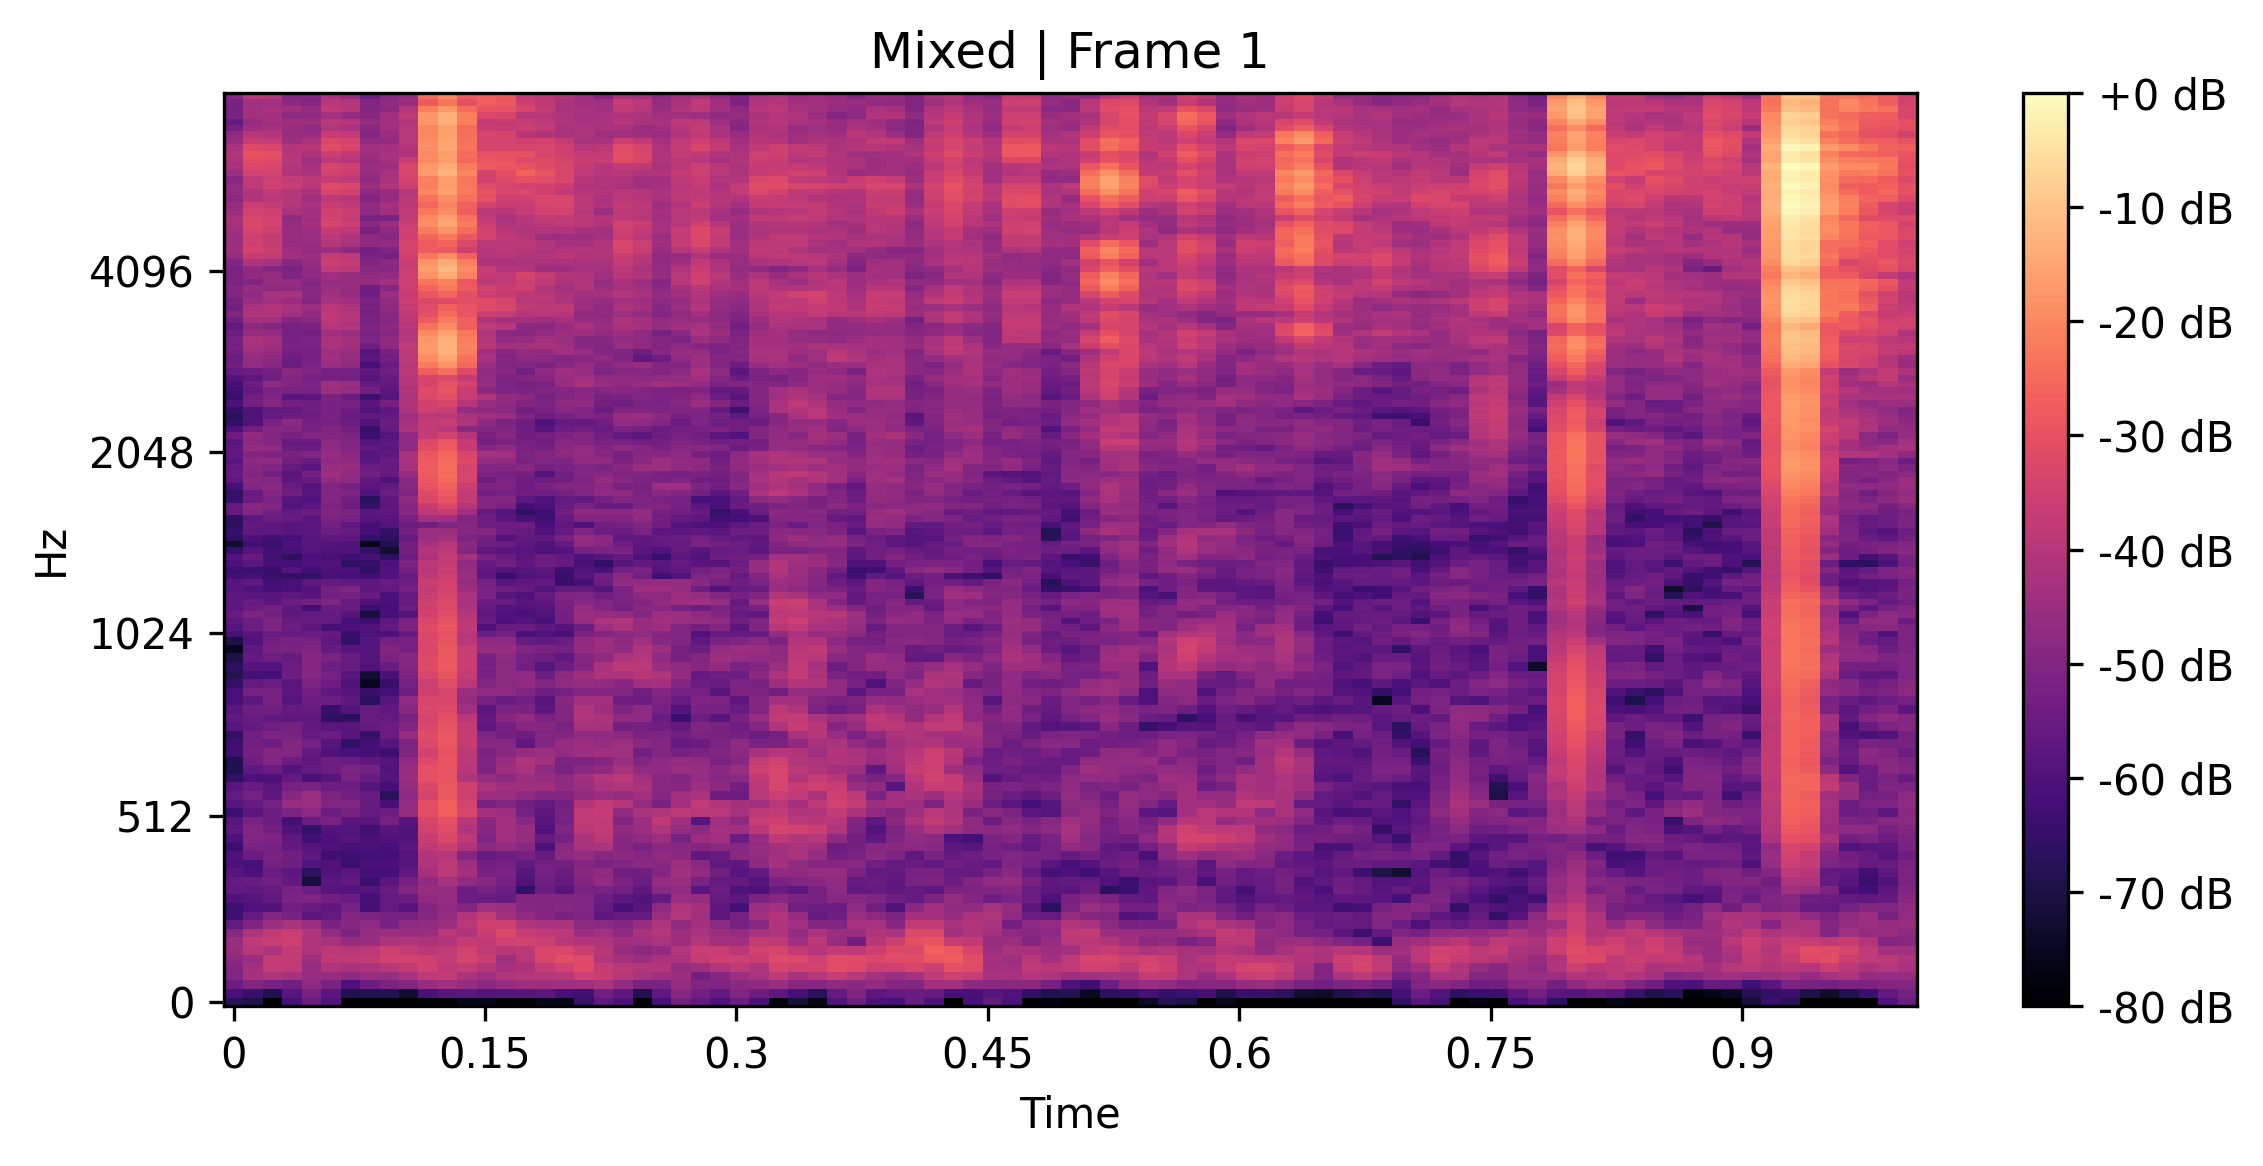 Mixed | Frame 1
+0 dB
-10 dB
-20 dB
-30 dB
-40 dB
-50 dB
-60 dB
-70 dB
-80 dB
Hz
4096
2048
1024
512
0
0 0.15 0.3 0.45 0.6 0.75 0.9
Time